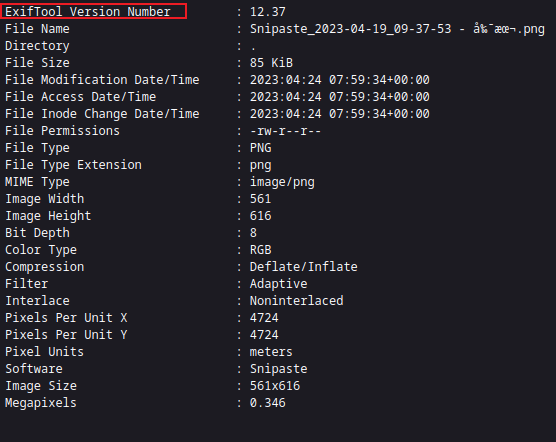 ExifTool Version Number : 12.37
File Name : Snipaste_2023-04-19_09-37-53 - å‰¯æœ¬.png
Directory : .
File Size : 85 KiB
File Modification Date/Time : 2023:04:24 07:59:34+00:00
File Access Date/Time : 2023:04:24 07:59:34+00:00
File Inode Change Date/Time : 2023:04:24 07:59:34+00:00
File Permissions : -rw-r--r--
File Type : PNG
File Type Extension : png
MIME Type : image/png
Image Width : 561
Image Height : 616
Bit Depth : 8
Color Type : RGB
Compression : Deflate/Inflate
Filter : Adaptive
Interlace : Noninterlaced
Pixels Per Unit X : 4724
Pixels Per Unit Y : 4724
Pixel Units : meters
Software : Snipaste
Image Size : 561x616
Megapixels : 0.346